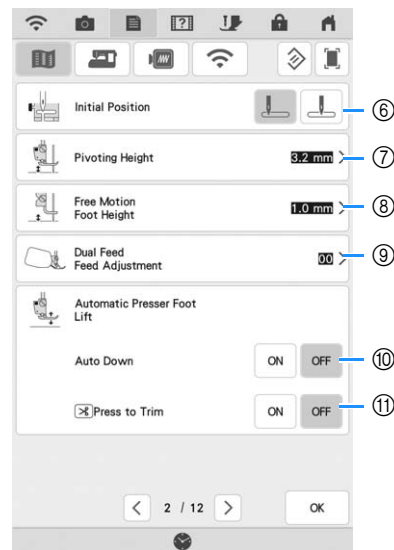 Initial Position
⑥
Pivoting Height
3.2 mm
⑦
Free Motion
Foot Height
1.0 mm
⑧
Dual Feed
Feed Adjustment
00
⑨
Automatic Presser Foot
Lift
Auto Down
ON
OFF
⑩
Press to Trim
ON
OFF
⑪
2 / 12
OK